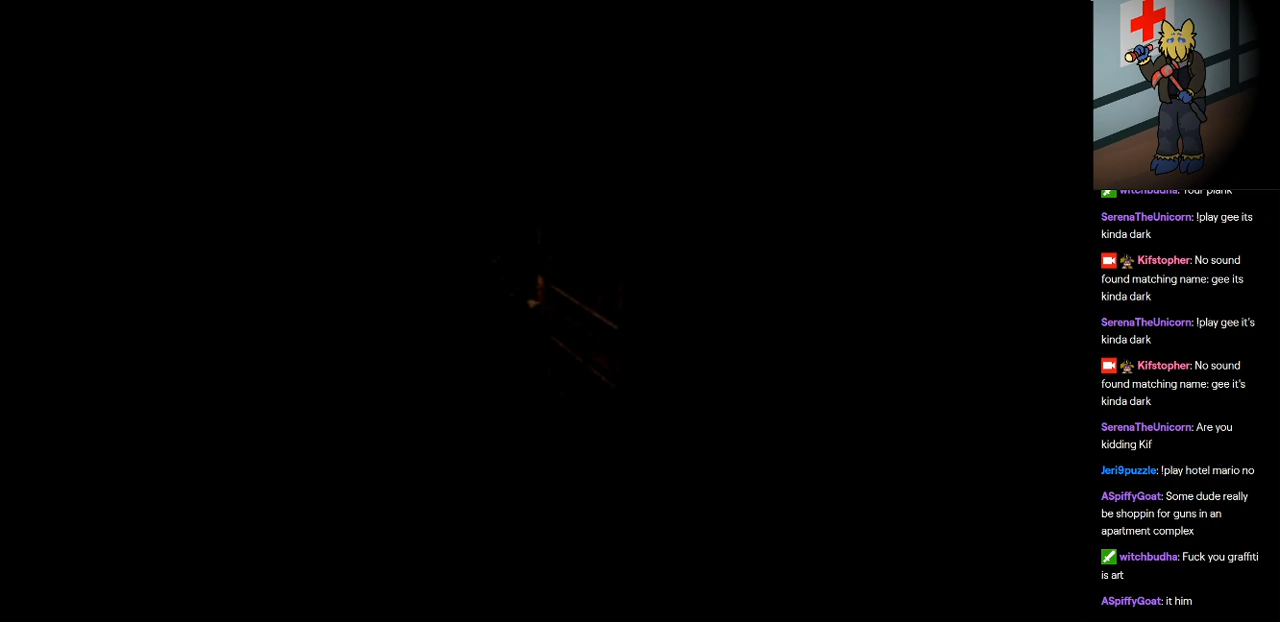 witchbudha: Your plank
SerenaTheUnicorn: !play gee its
kinda dark
Kifstopher: No sound
found matching name: gee its
kinda dark
SerenaTheUnicorn: !play gee it's
kinda dark
Kifstopher: No sound
found matching name: gee it's
kinda dark
SerenaTheUnicorn: Are you
kidding Kif
Jeri9puzzle: !play hotel mario no
ASpiffyGoat: Some dude really
be shoppin for guns in an
apartment complex
witchbudha: Fuck you graffiti
is art
ASpiffyGoat: it him